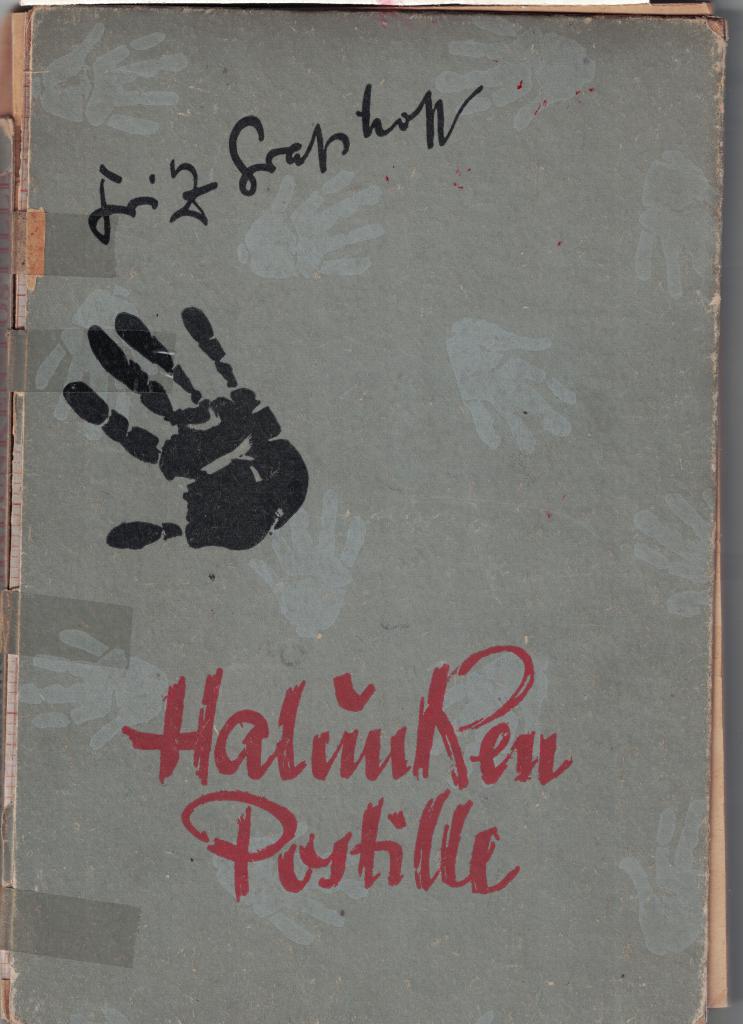 Fritz Graßhoff
Halunken
Postille